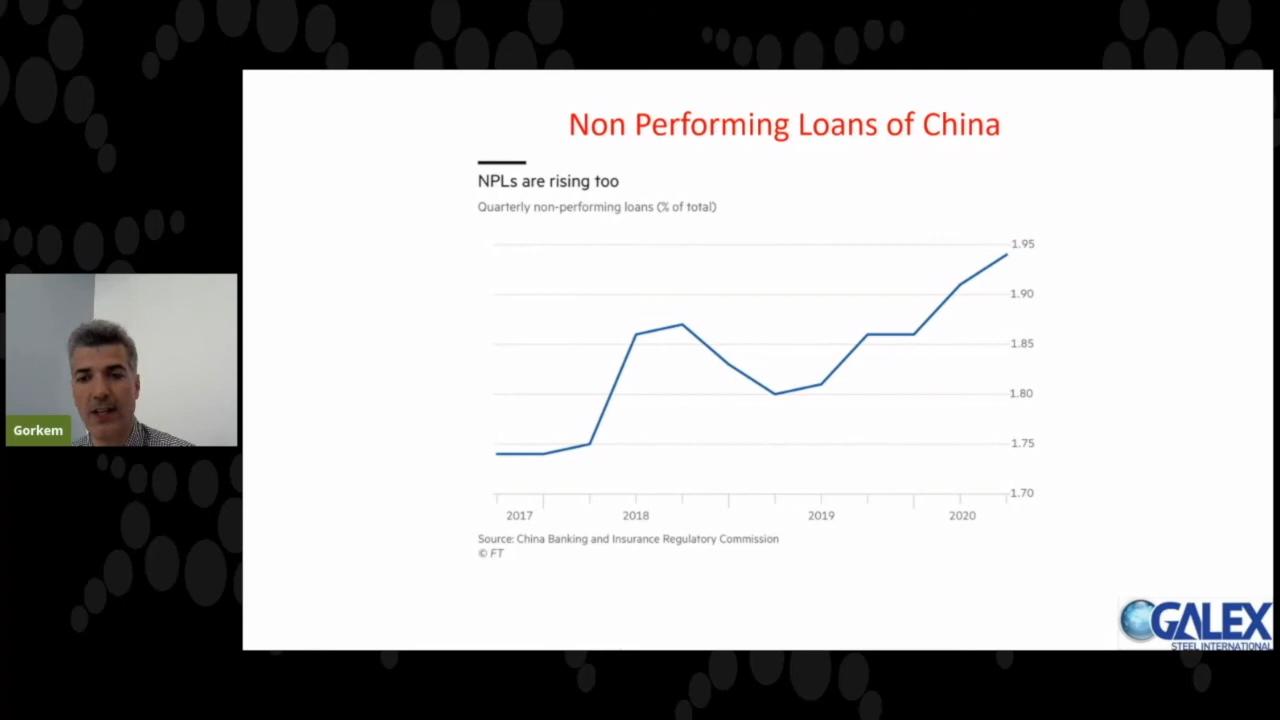 Non Performing Loans of China
NPLs are rising too
Quarterly non-performing loans (% of total)
1.95
1.90
1.85
1.80
1.75
1.70
2017 2018 2019 2020
Source: China Banking and Insurance Regulatory Commission
© FT
Gorkem
GALEX
STEEL INTERNATIONAL